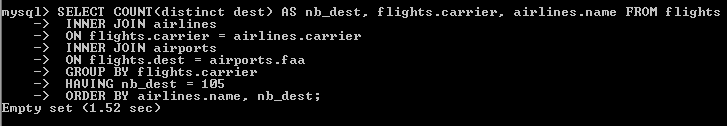 mysql> SELECT COUNT(distinct dest) AS nb_dest, flights.carrier, airlines.name FROM flights
    -> INNER JOIN airlines
    -> ON flights.carrier = airlines.carrier
    -> INNER JOIN airports
    -> ON flights.dest = airports.faa
    -> GROUP BY flights.carrier
    -> HAVING nb_dest = 105
    -> ORDER BY airlines.name, nb_dest;
Empty set (1.52 sec)